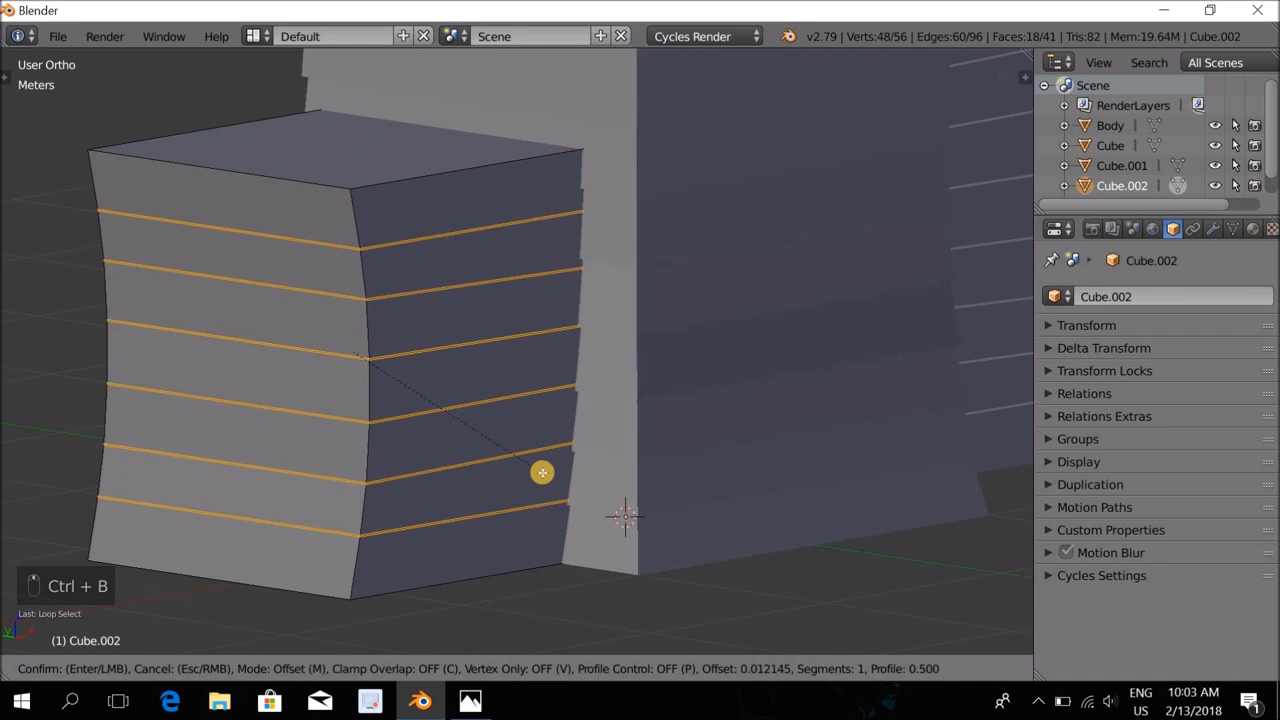 Blender
File Render Window Help Default Scene Cycles Render v2.79 | Verts:48/56 | Edges:60/96 | Faces:18/41 | Tris:82 | Mem:19.64M | Cube.002
User Ortho
Meters
View Search All Scenes
Scene
RenderLayers
Body
Cube
Cube.001
Cube.002
Cube.002
Cube.002
Transform
Delta Transform
Transform Locks
Relations
Relations Extras
Groups
Display
Duplication
Motion Paths
Custom Properties
Motion Blur
Cycles Settings
Ctrl + B
Last: Loop Select
y x
(1) Cube.002
Confirm: (Enter/LMB), Cancel: (Esc/RMB), Mode: Offset (M), Clamp Overlap: OFF (C), Vertex Only: OFF (V), Profile Control: OFF (P), Offset: 0.012145, Segments: 1, Profile: 0.500
ENG
US
10:03 AM
2/13/2018
1